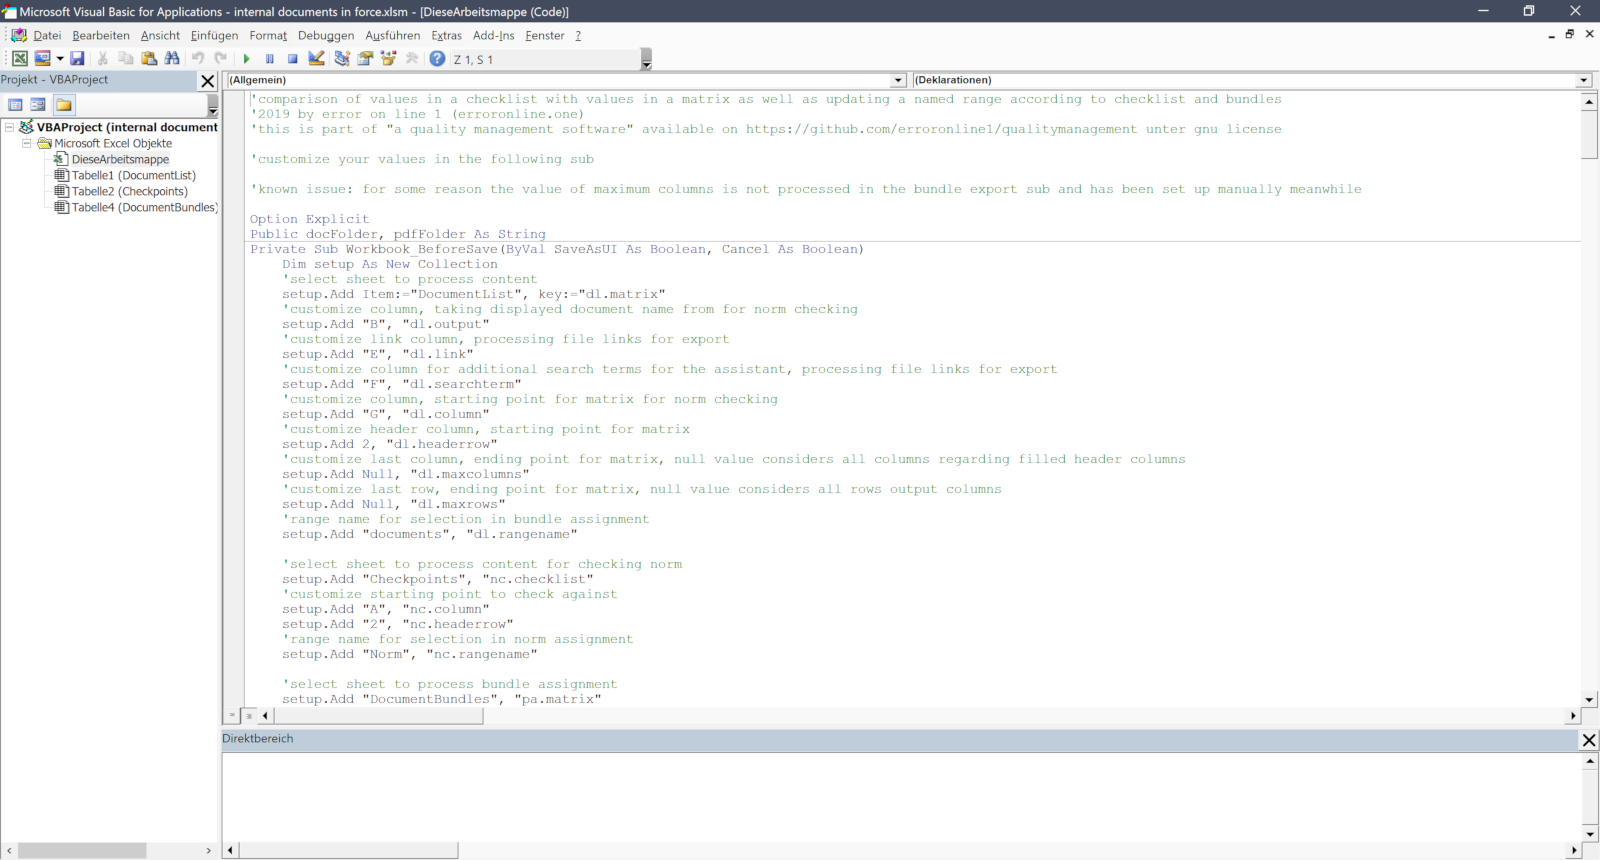 Microsoft Visual Basic for Applications - internal documents in force.xlsm - [DieseArbeitsmappe (Code)]
Datei Bearbeiten Ansicht Einfügen Format Debuggen Ausführen Extras Add-Ins Fenster ?
Z 1, S 1
Projekt - VBAProject
VBAProject (internal document
Microsoft Excel Objekte
DieseArbeitsmappe
Tabelle1 (DocumentList)
Tabelle2 (Checkpoints)
Tabelle4 (DocumentBundles)
(Allgemein)
(Deklarationen)
'comparison of values in a checklist with values in a matrix as well as updating a named range according to checklist and bundles
'2019 by error on line 1 (erroronline.one)
'this is part of "a quality management software" available on https://github.com/erroronline1/qualitymanagement unter gnu license
'customize your values in the following sub
'known issue: for some reason the value of maximum columns is not processed in the bundle export sub and has been set up manually meanwhile
Option Explicit
Public docFolder, pdfFolder As String
Private Sub Workbook_BeforeSave(ByVal SaveAsUI As Boolean, Cancel As Boolean)
Dim setup As New Collection
'select sheet to process content
setup.Add Item:="DocumentList", key:="dl.matrix"
'customize column, taking displayed document name from for norm checking
setup.Add "B", "dl.output"
'customize link column, processing file links for export
setup.Add "E", "dl.link"
'customize column for additional search terms for the assistant, processing file links for export
setup.Add "F", "dl.searchterm"
'customize column, starting point for matrix for norm checking
setup.Add "G", "dl.column"
'customize header column, starting point for matrix
setup.Add 2, "dl.headerrow"
'customize last column, ending point for matrix, null value considers all columns regarding filled header columns
setup.Add Null, "dl.maxcolumns"
'customize last row, ending point for matrix, null value considers all rows output columns
setup.Add Null, "dl.maxrows"
'range name for selection in bundle assignment
setup.Add "documents", "dl.rangename"
'select sheet to process content for checking norm
setup.Add "Checkpoints", "nc.checklist"
'customize starting point to check against
setup.Add "A", "nc.column"
setup.Add "2", "nc.headerrow"
'range name for selection in norm assignment
setup.Add "Norm", "nc.rangename"
'select sheet to process bundle assignment
setup.Add "DocumentBundles", "pa.matrix"
Direktbereich